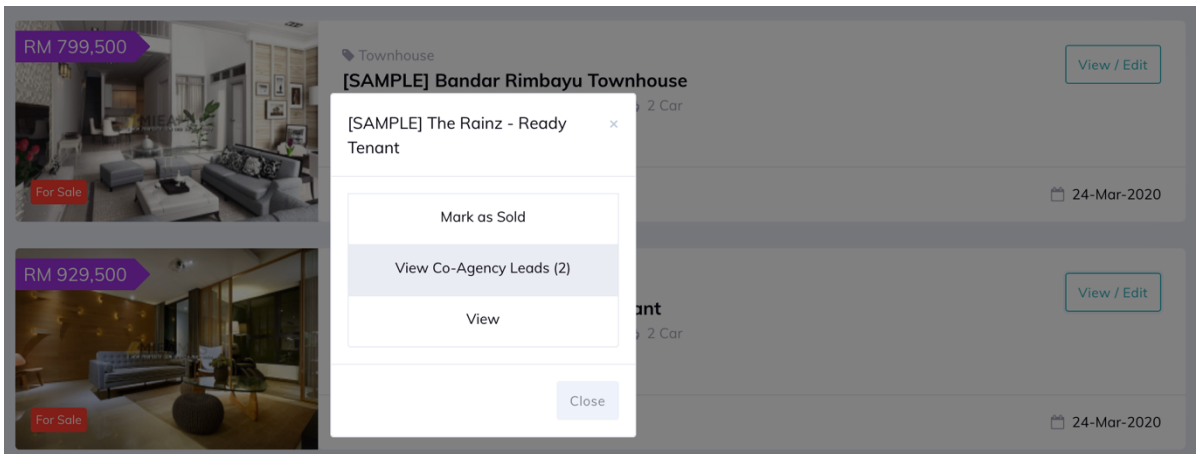 RM 799,500
Townhouse
[SAMPLE] Bandar Rimbayu Townhouse
2 Car
View / Edit
For Sale
24-Mar-2020
[SAMPLE] The Rainz - Ready
Tenant
×
Mark as Sold
View Co-Agency Leads (2)
View
Close
RM 929,500
ant
2 Car
View / Edit
For Sale
24-Mar-2020